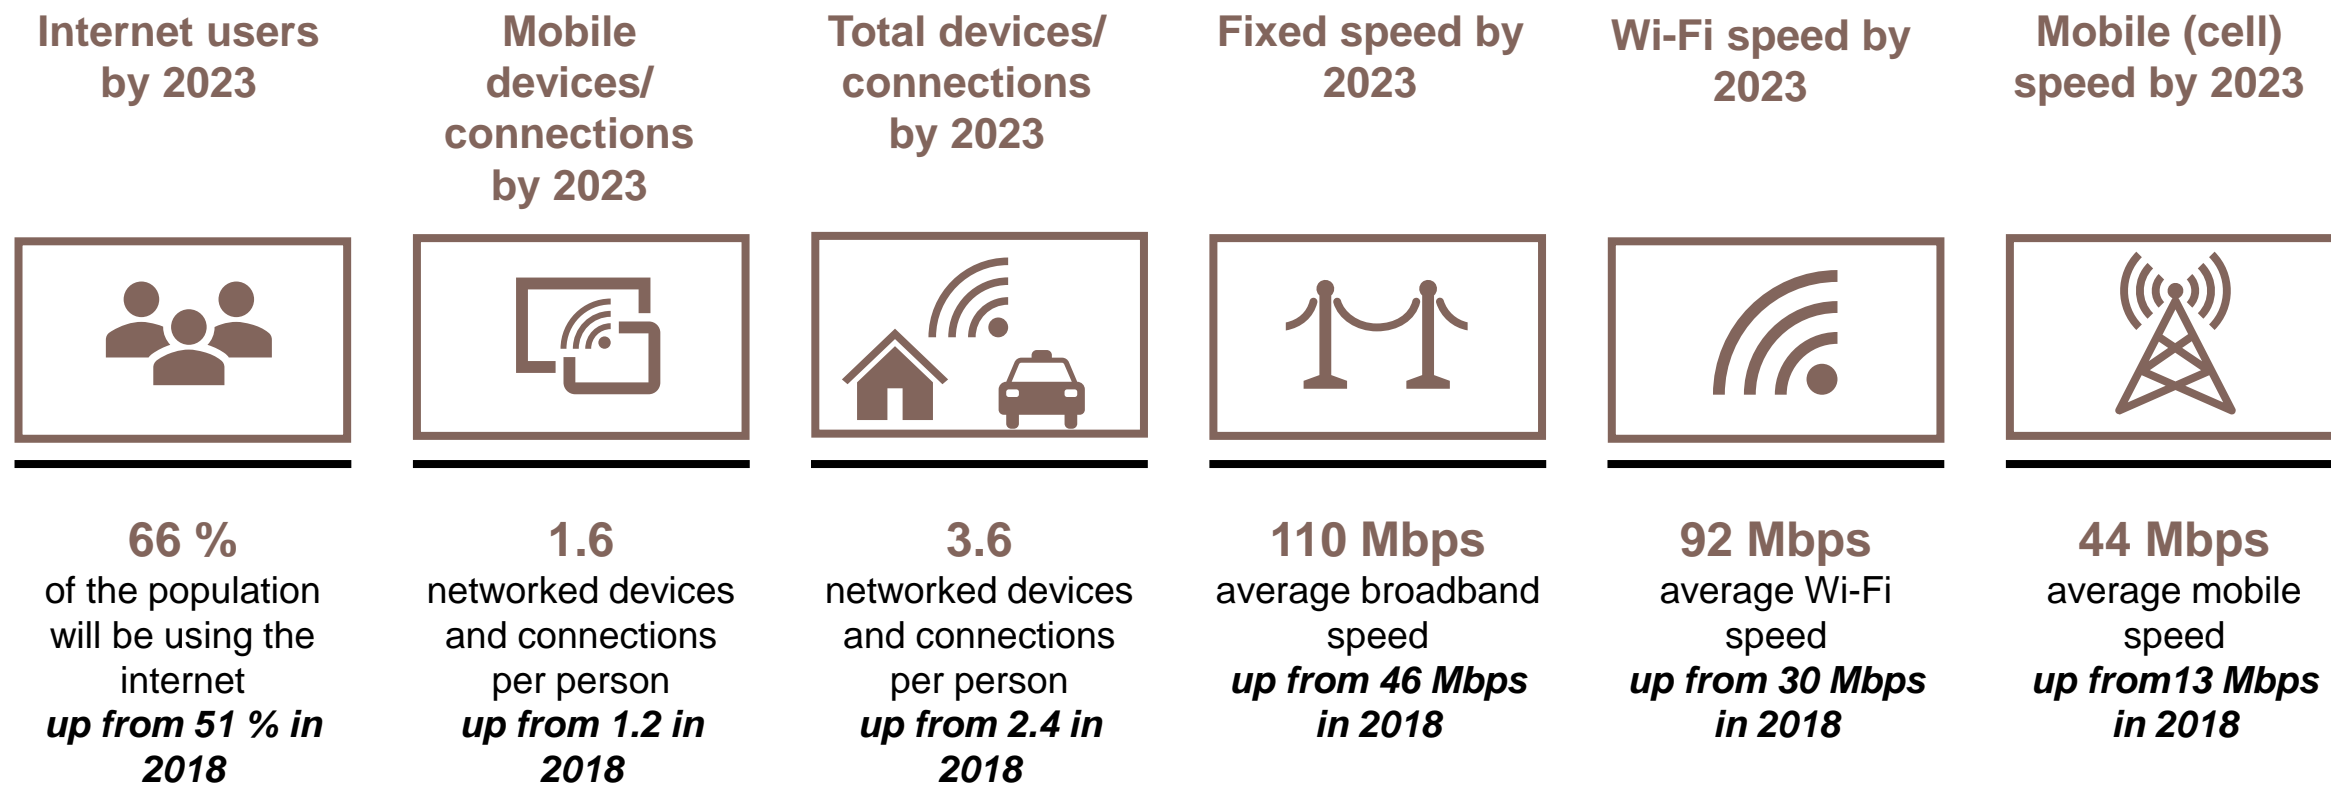 Internet users
by 2023
Mobile
devices/
connections
by 2023
Total devices/
connections
by 2023
Fixed speed by
2023
Wi-Fi speed by
2023
Mobile (cell)
speed by 2023
66 %
of the population
will be using the
internet
up from 51 % in
2018
1.6
networked devices
and connections
per person
up from 1.2 in
2018
3.6
networked devices
and connections
per person
up from 2.4 in
2018
110 Mbps
average broadband
speed
up from 46 Mbps
in 2018
92 Mbps
average Wi-Fi
speed
up from 30 Mbps
in 2018
44 Mbps
average mobile
speed
up from13 Mbps
in 2018